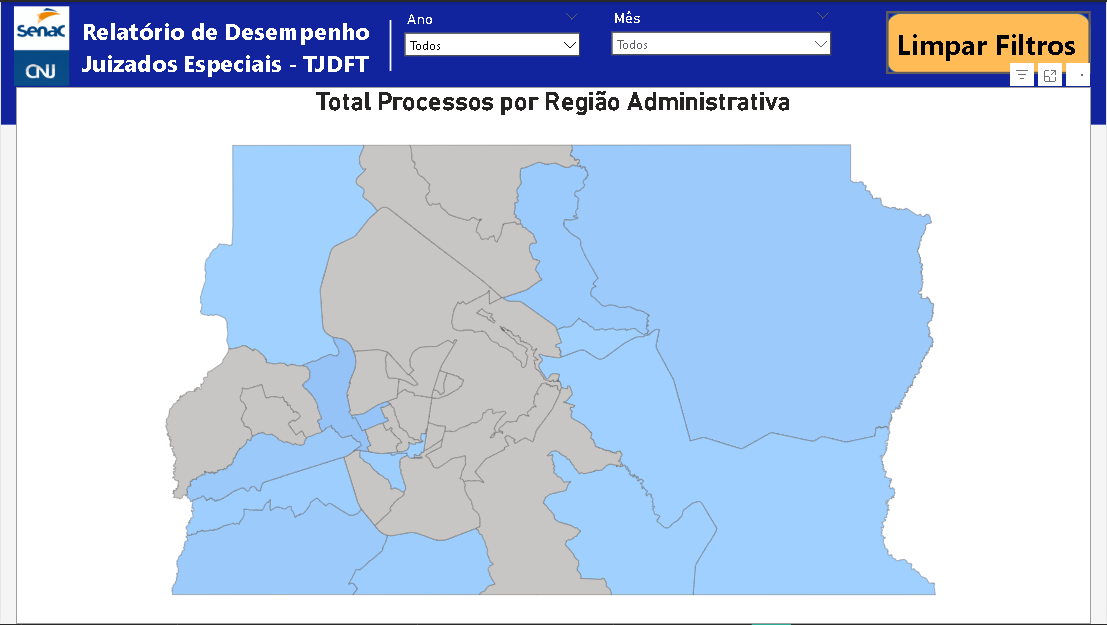 Senac
CNJ
Relatório de Desempenho
Juizados Especiais - TJDFT
Ano
Todos
Mês
Todos
Limpar Filtros
Total Processos por Região Administrativa